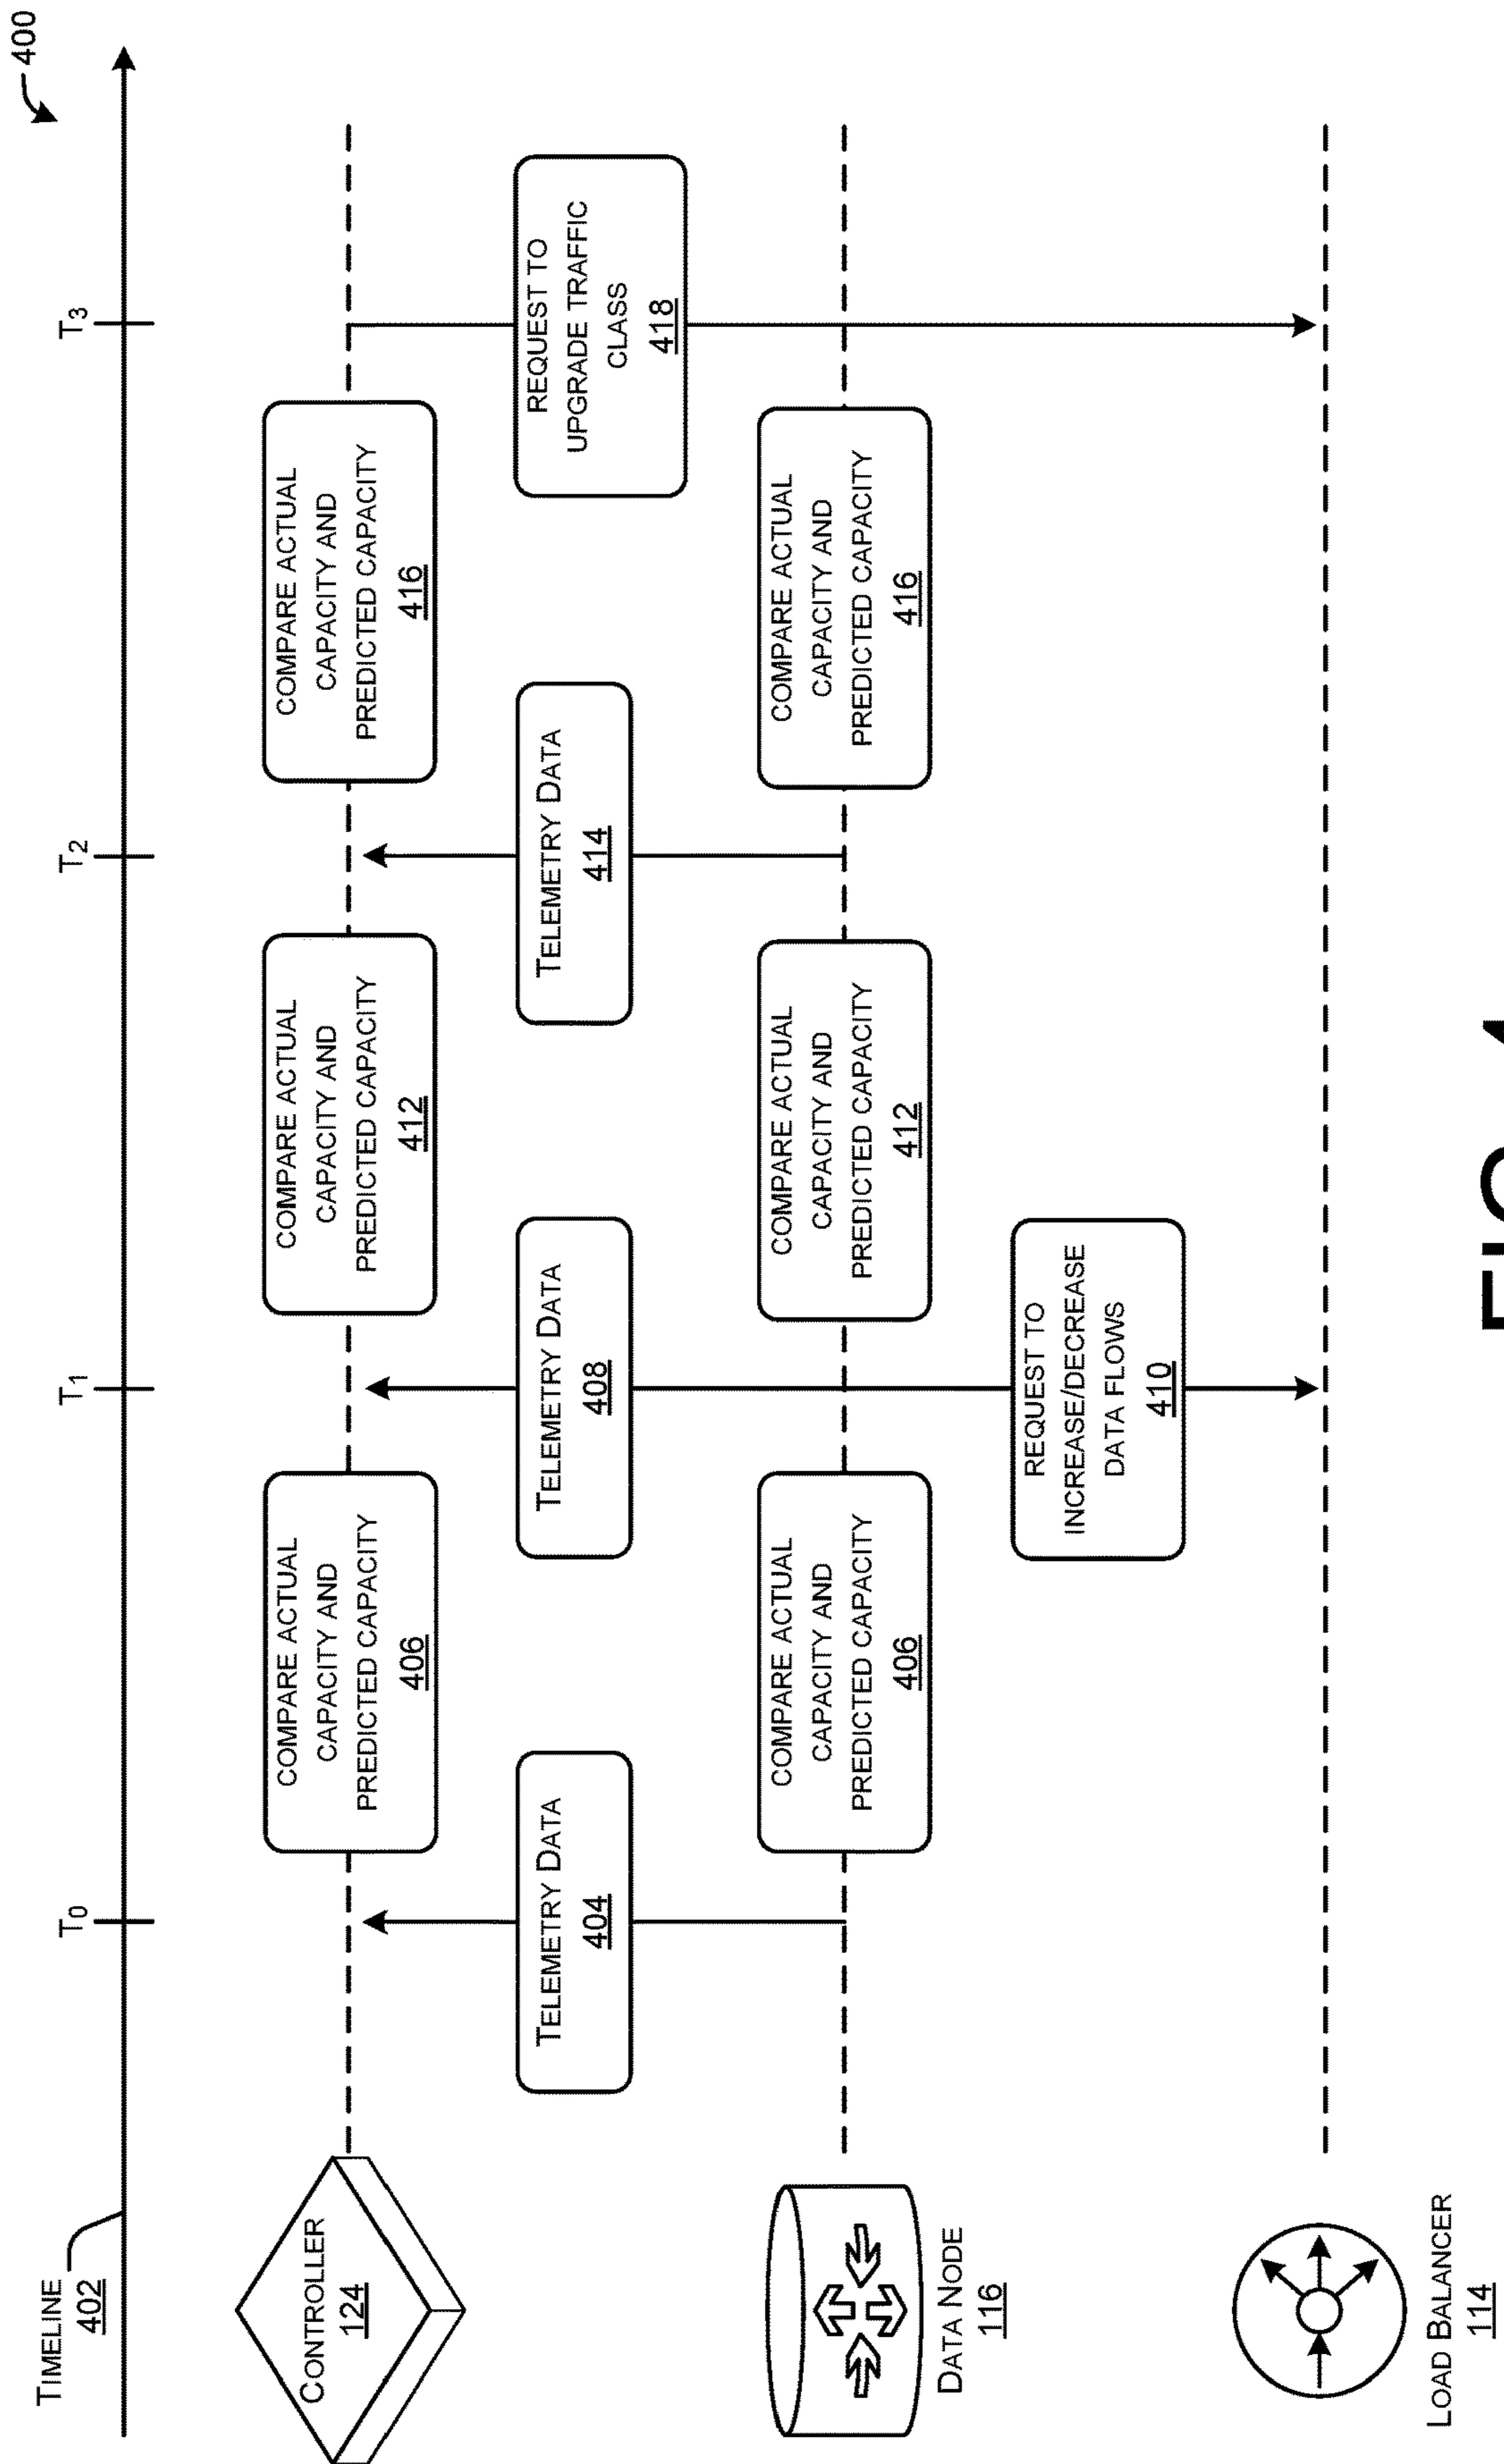 400
TIMELINE
402
T0
T1
T2
T3
CONTROLLER
124
COMPARE ACTUAL
CAPACITY AND
PREDICTED CAPACITY
406
COMPARE ACTUAL
CAPACITY AND
PREDICTED CAPACITY
412
COMPARE ACTUAL
CAPACITY AND
PREDICTED CAPACITY
416
TELEMETRY DATA
404
TELEMETRY DATA
408
TELEMETRY DATA
414
REQUEST TO
UPGRADE TRAFFIC
CLASS
418
DATA NODE
116
COMPARE ACTUAL
CAPACITY AND
PREDICTED CAPACITY
406
COMPARE ACTUAL
CAPACITY AND
PREDICTED CAPACITY
412
COMPARE ACTUAL
CAPACITY AND
PREDICTED CAPACITY
416
REQUEST TO
INCREASE/DECREASE
DATA FLOWS
410
LOAD BALANCER
114